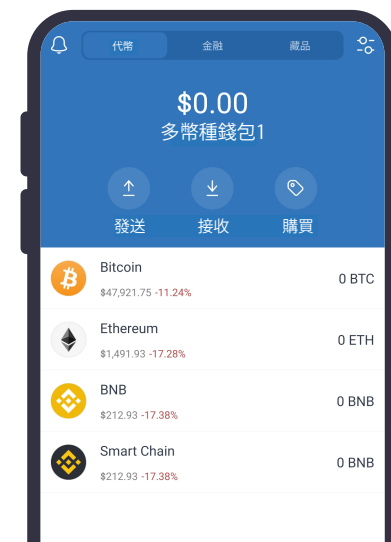 代幣 金融 藏品
$0.00
多幣種錢包1
發送 接收 購買
Bitcoin
$47,921.75 -11.24%
0 BTC
Ethereum
$1,491.93 -17.28%
0 ETH
BNB
$212.93 -17.38%
0 BNB
Smart Chain
$212.93 -17.38%
0 BNB